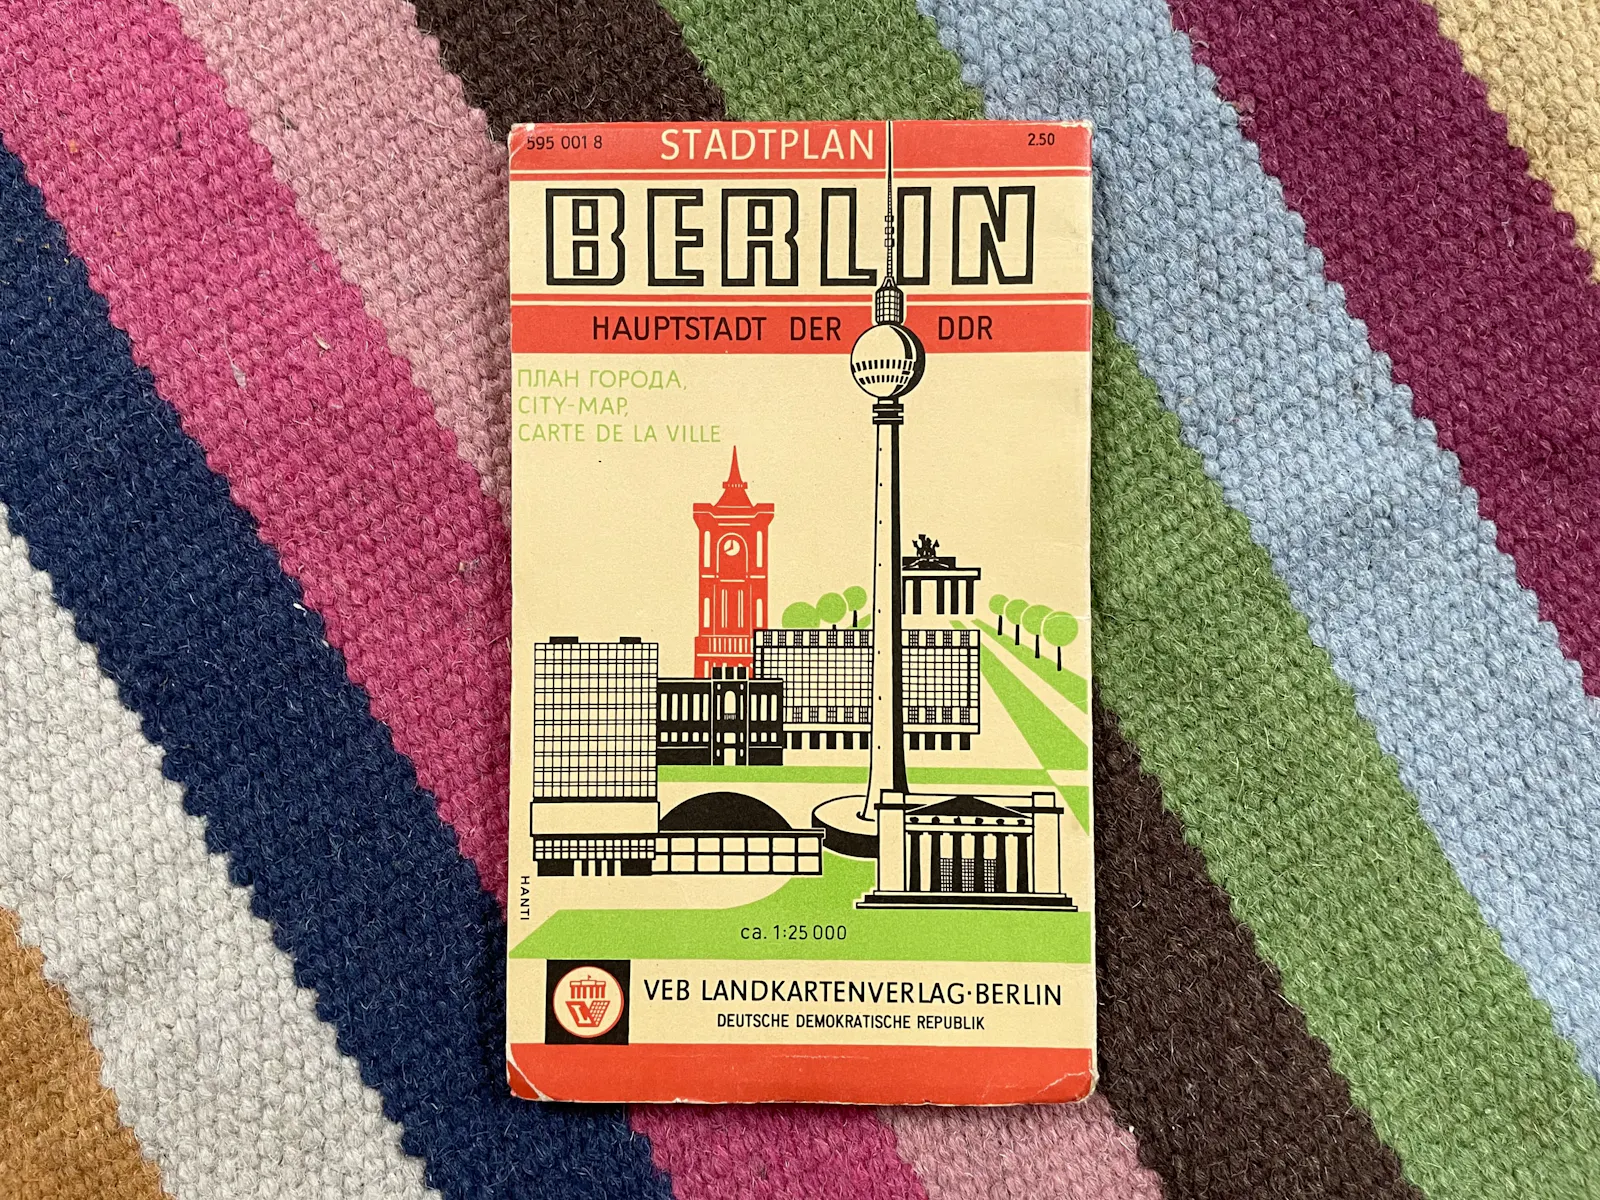 595 001 8
STADTPLAN
2.50
BERLIN
HAUPTSTADT DER DDR
ПЛАН ГОРОДА,
CITY-MAP,
CARTE DE LA VILLE
HANTI
ca. 1:25 000
VEB LANDKARTENVERLAG·BERLIN
DEUTSCHE DEMOKRATISCHE REPUBLIK